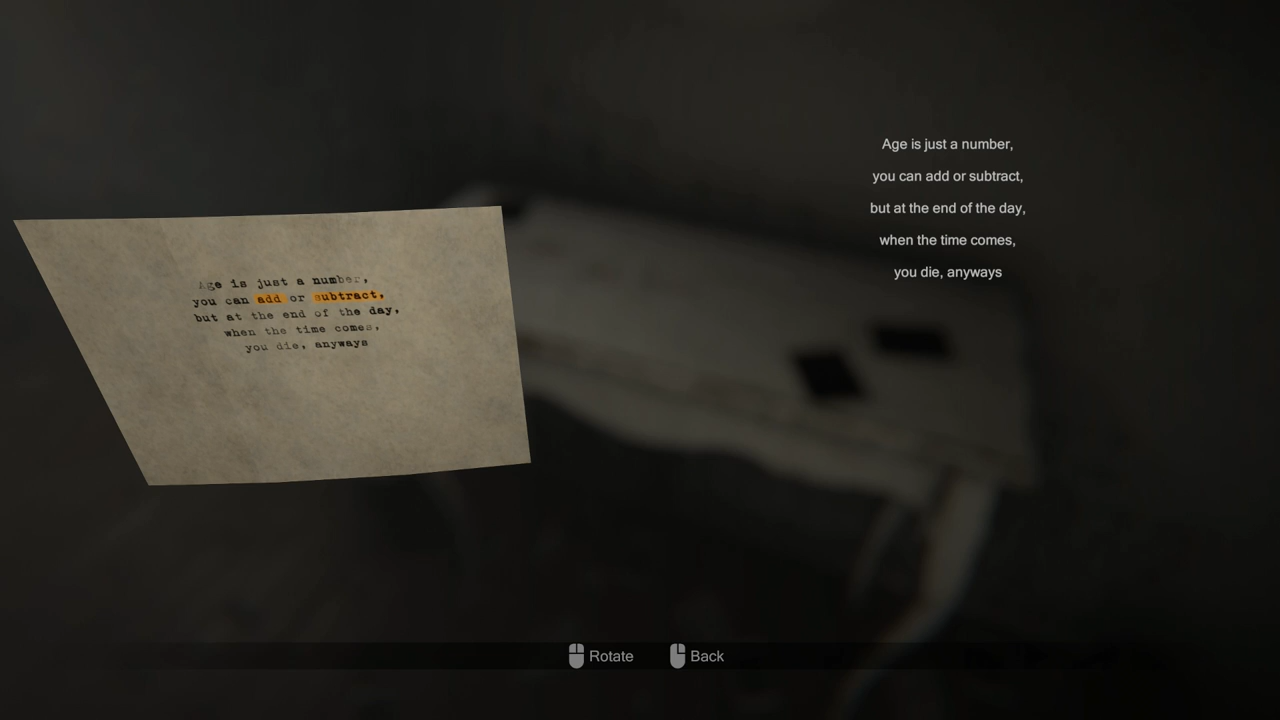 Age is just a number,
you can add or subtract,
but at the end of the day,
when the time comes,
you die, anyways
Age is just a number,
you can add or subtract,
but at the end of the day,
when the time comes,
you die, anyways
Rotate
Back